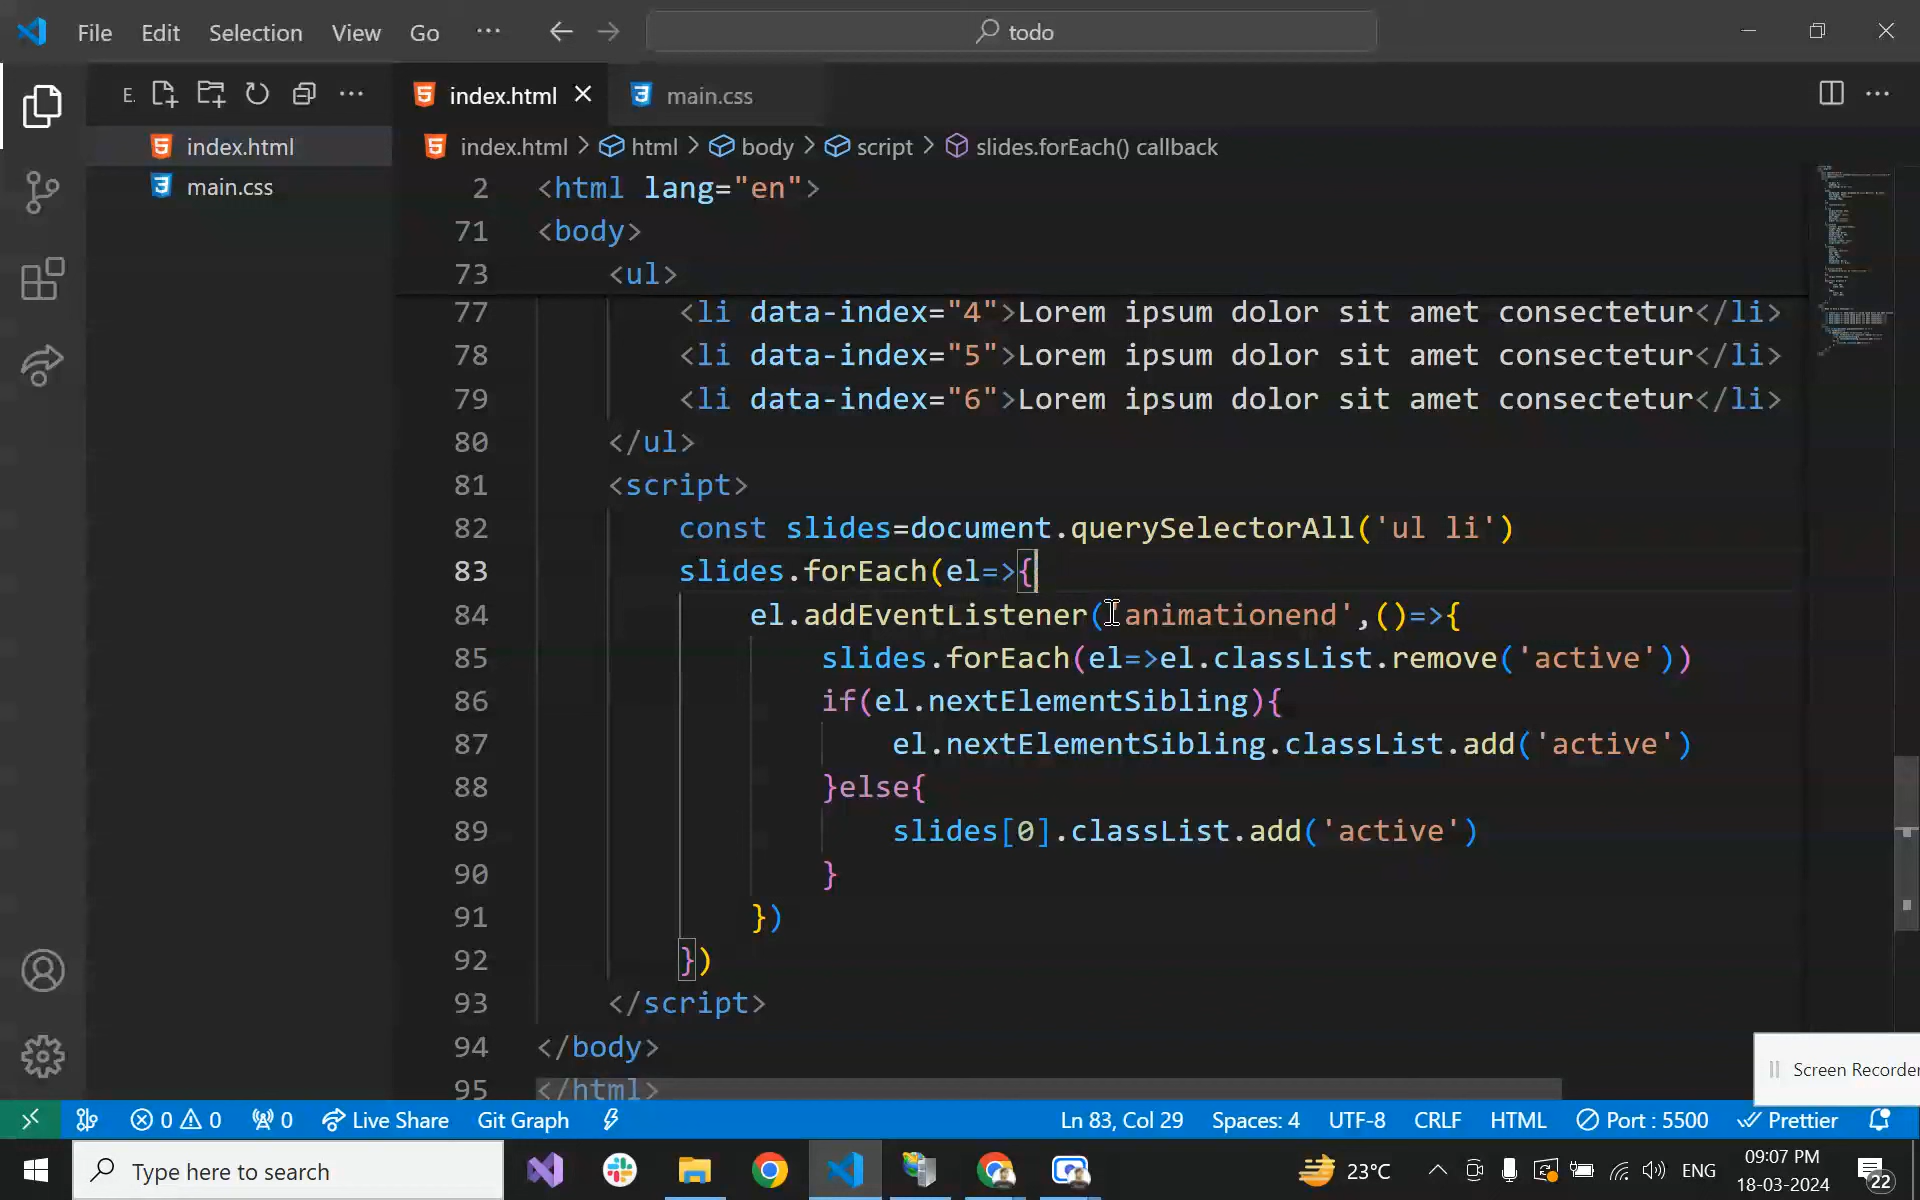 File Edit Selection View Go ··· todo
E. index.html main.css
index.html
main.css
index.html > html > body > script > slides.forEach() callback
2 <html lang="en">
71 <body>
73 <ul>
77 <li data-index="4">Lorem ipsum dolor sit amet consectetur</li>
78 <li data-index="5">Lorem ipsum dolor sit amet consectetur</li>
79 <li data-index="6">Lorem ipsum dolor sit amet consectetur</li>
80 </ul>
81 <script>
82 const slides=document.querySelectorAll('ul li')
83 slides.forEach(el=>{
84 el.addEventListener('animationend',()=>{
85 slides.forEach(el=>el.classList.remove('active'))
86 if(el.nextElementSibling){
87 el.nextElementSibling.classList.add('active')
88 }else{
89 slides[0].classList.add('active')
90 }
91 })
92 })
93 </script>
94 </body>
95 </html>
Screen Recorder
0 0 0 Live Share Git Graph Ln 83, Col 29 Spaces: 4 UTF-8 CRLF HTML Port : 5500 Prettier
Type here to search 23°C ENG 09:07 PM
18-03-2024 22